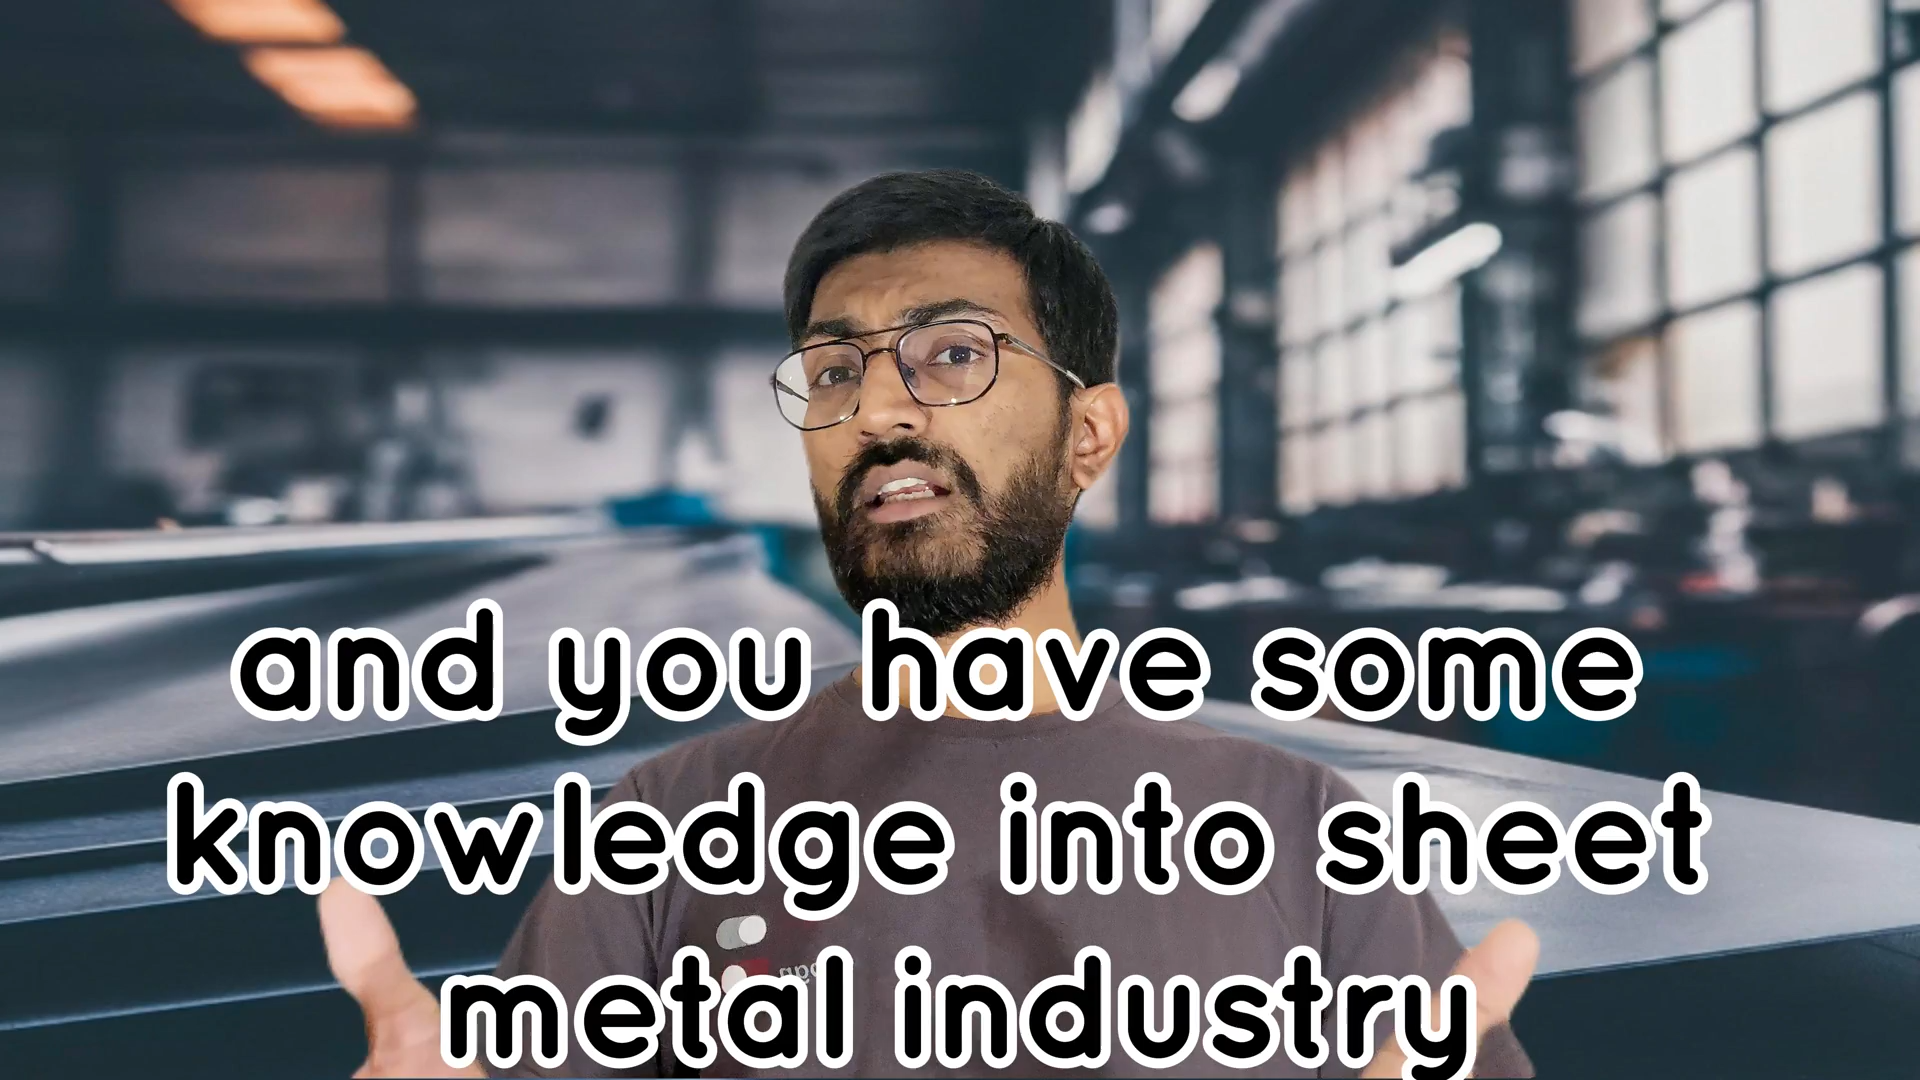 and you have some
knowledge into sheet
metal industry